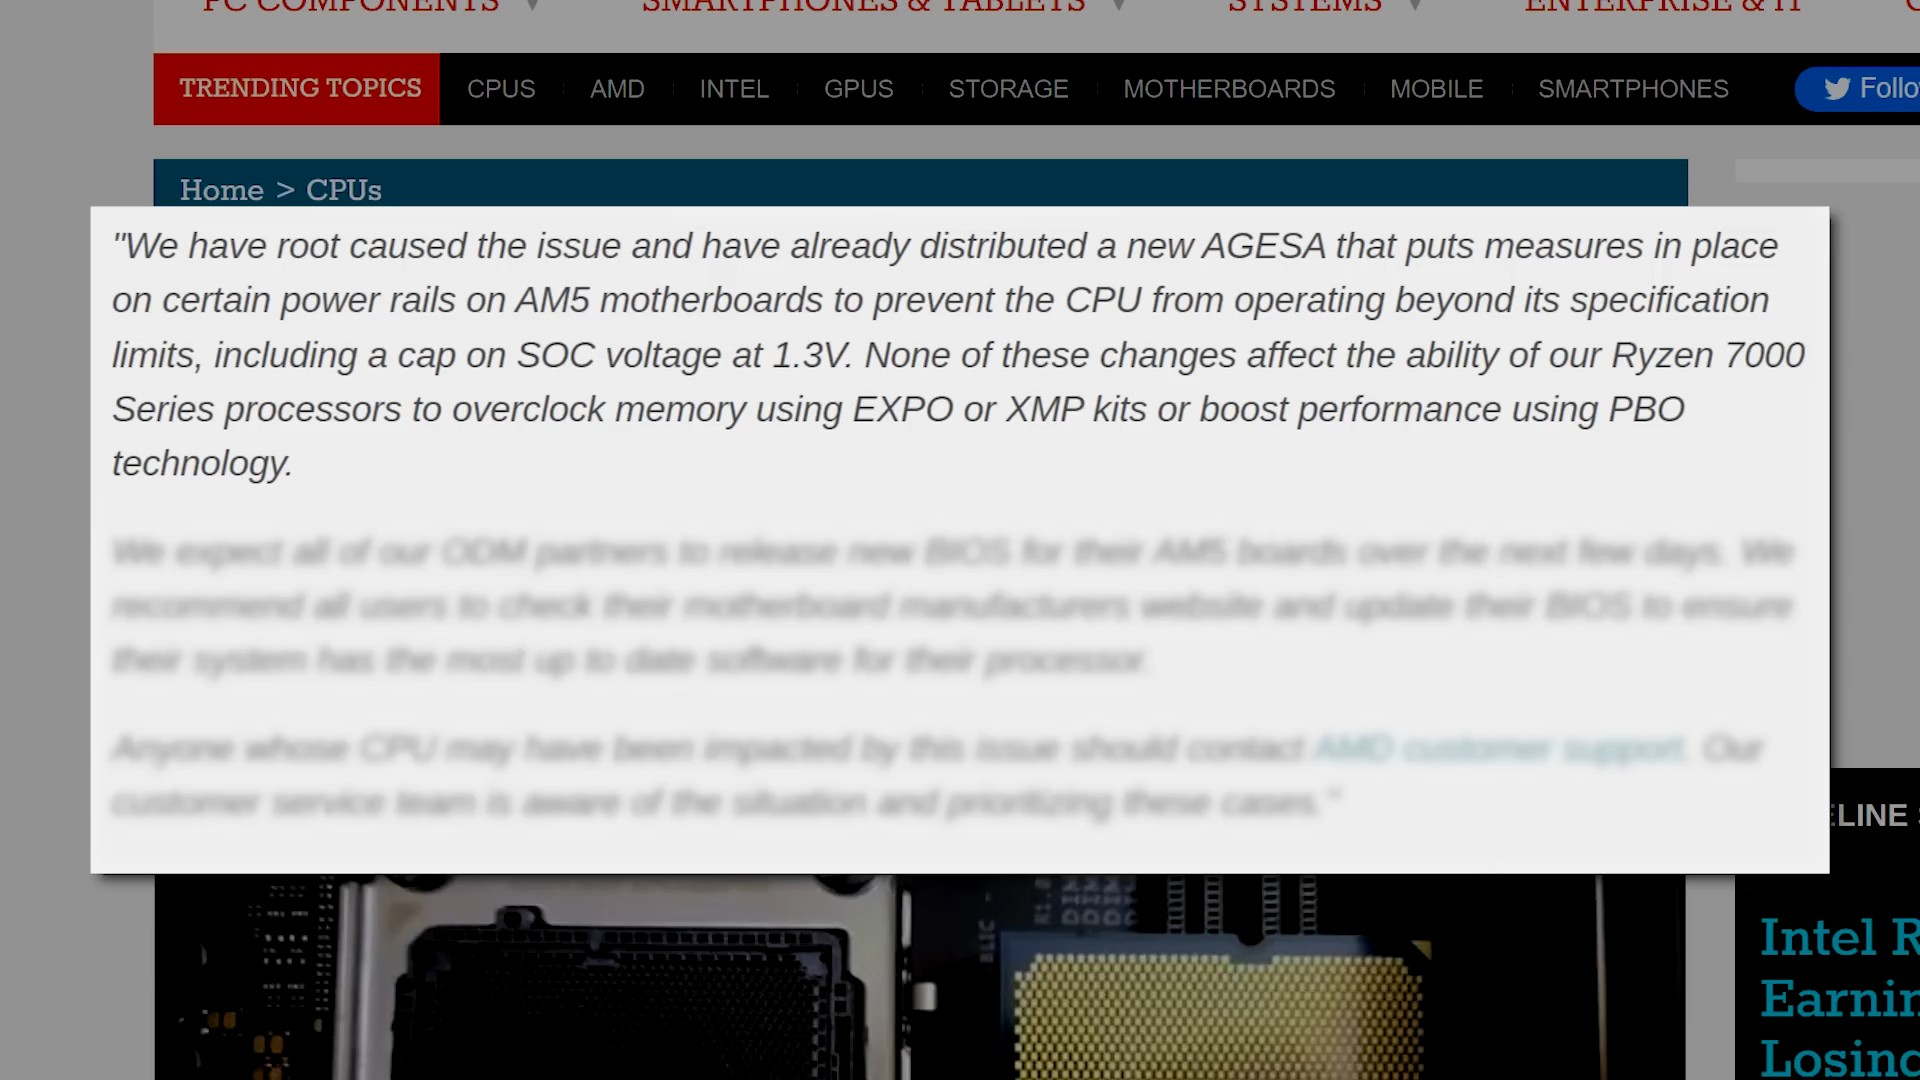 PC COMPONENTS SMARTPHONES & TABLETS SYSTEMS ENTERPRISE & IT
TRENDING TOPICS CPUS AMD INTEL GPUS STORAGE MOTHERBOARDS MOBILE SMARTPHONES Follo
Home > CPUs
"We have root caused the issue and have already distributed a new AGESA that puts measures in place
on certain power rails on AM5 motherboards to prevent the CPU from operating beyond its specification
limits, including a cap on SOC voltage at 1.3V. None of these changes affect the ability of our Ryzen 7000
Series processors to overclock memory using EXPO or XMP kits or boost performance using PBO
technology.
We expect all of our ODM partners to release new BIOS for their AM5 boards over the next few days. We
recommend all users to check their motherboard manufacturers website and update their BIOS to ensure
their system has the most up to date software for their processor.
Anyone whose CPU may have been impacted by this issue should contact AMD customer support. Our
customer service team is aware of the situation and prioritizing these cases."
ELINE
Intel R
Earnin
Losing